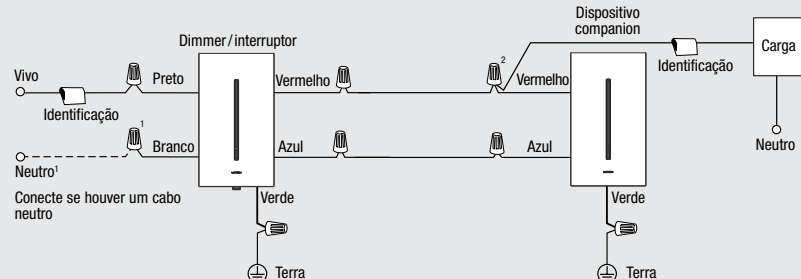 Dispositivo
companion
Dimmer/interruptor
Carga
2
Vivo
Preto
Vermelho
Vermelho
Identificação
Identificação
1
Branco
Azul
Azul
Neutro
Neutro1
Conecte se houver um cabo
neutro
Verde
Verde
Terra
Terra